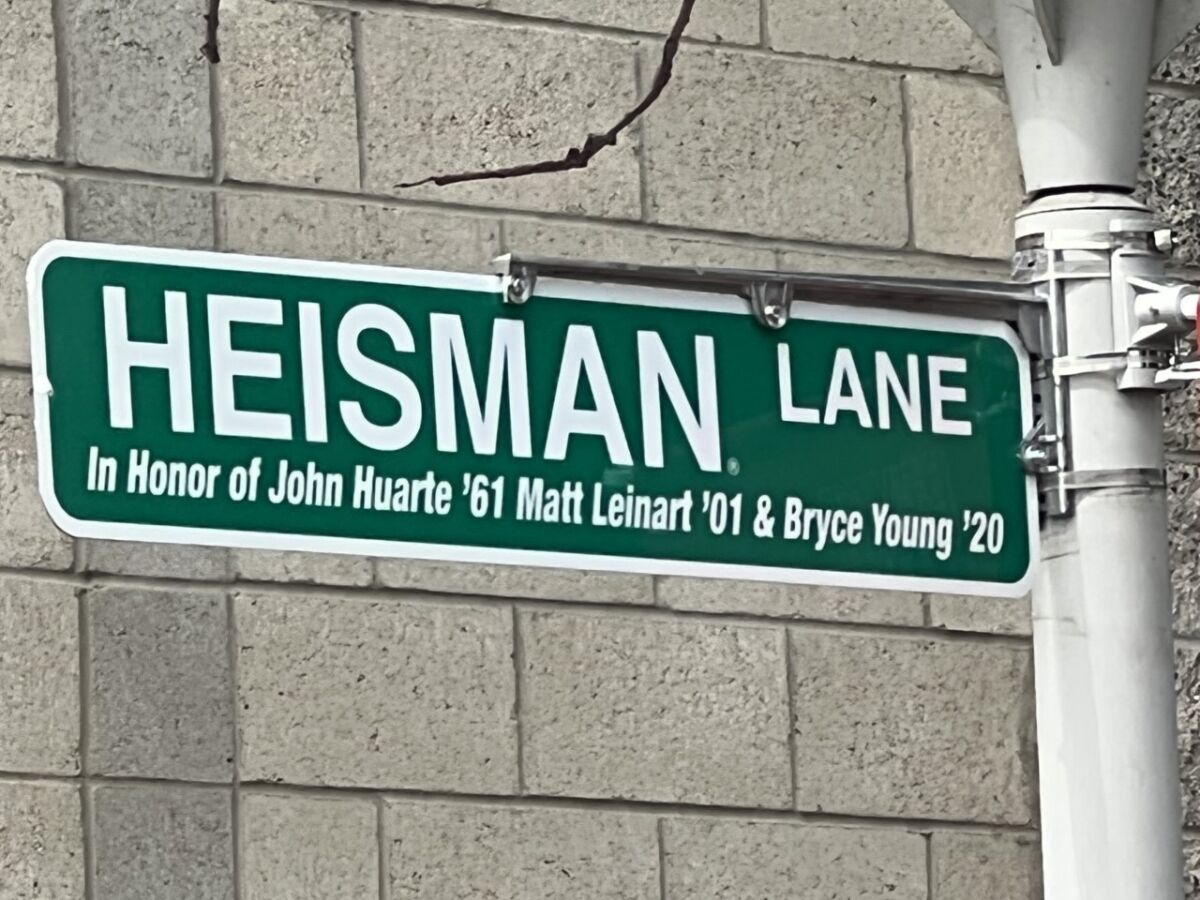 HEISMAN® LANE
In Honor of John Huarte ’61 Matt Leinart ’01 & Bryce Young ’20